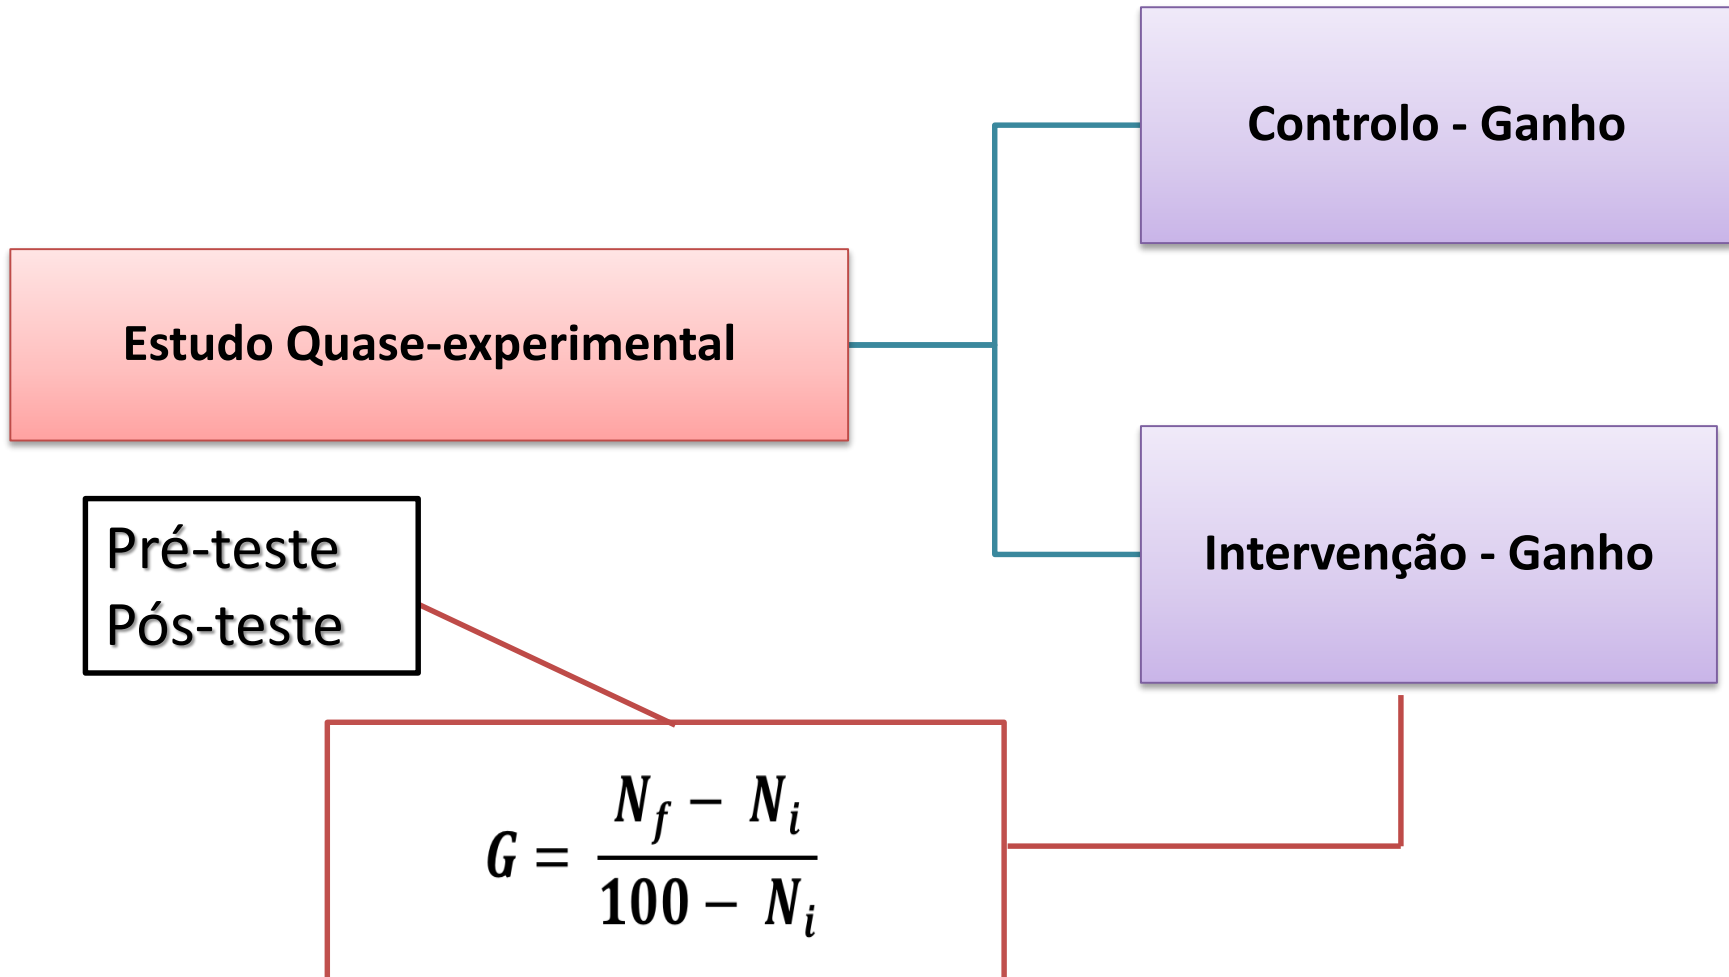 Controlo - Ganho
Estudo Quase-experimental
Intervenção - Ganho
Pré-teste
Pós-teste
G = (N_f − N_i) / (100 − N_i)